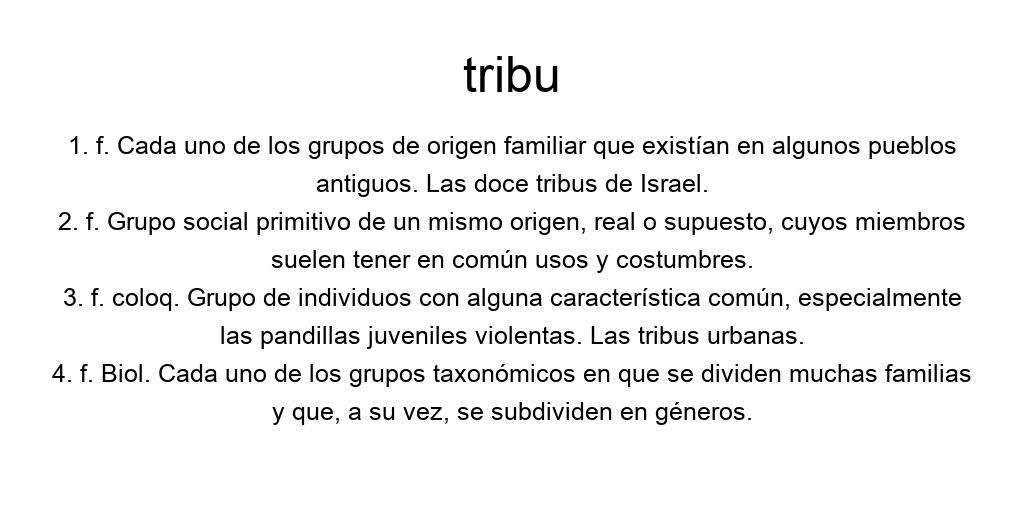 tribu
1. f. Cada uno de los grupos de origen familiar que existían en algunos pueblos
antiguos. Las doce tribus de Israel.
2. f. Grupo social primitivo de un mismo origen, real o supuesto, cuyos miembros
suelen tener en común usos y costumbres.
3. f. coloq. Grupo de individuos con alguna característica común, especialmente
las pandillas juveniles violentas. Las tribus urbanas.
4. f. Biol. Cada uno de los grupos taxonómicos en que se dividen muchas familias
y que, a su vez, se subdividen en géneros.